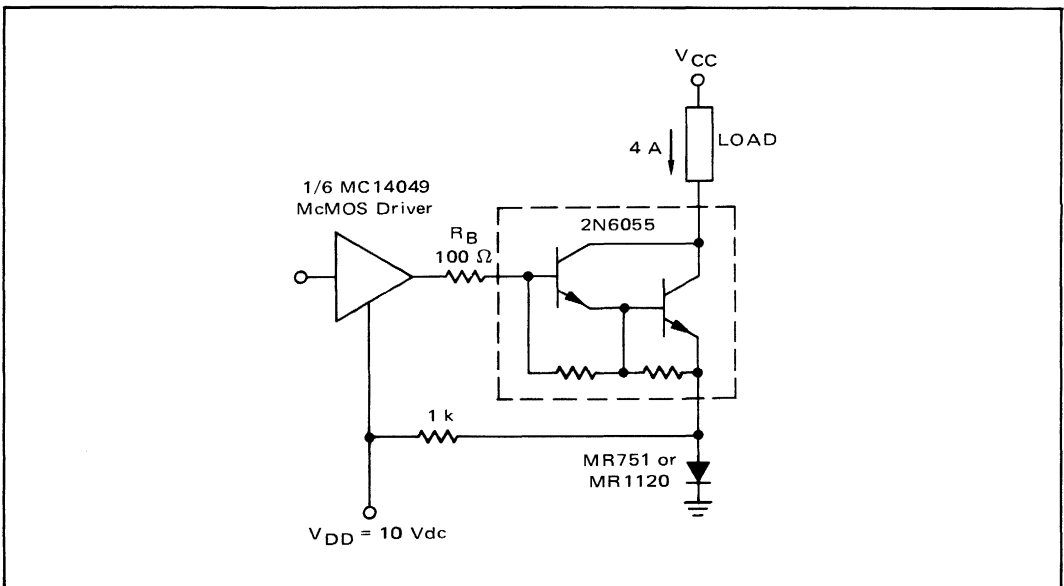 V_CC
4 A
LOAD
1/6 MC14049
McMOS Driver
2N6055
R_B
100 Ω
1 k
MR751 or
MR1120
V_DD = 10 Vdc